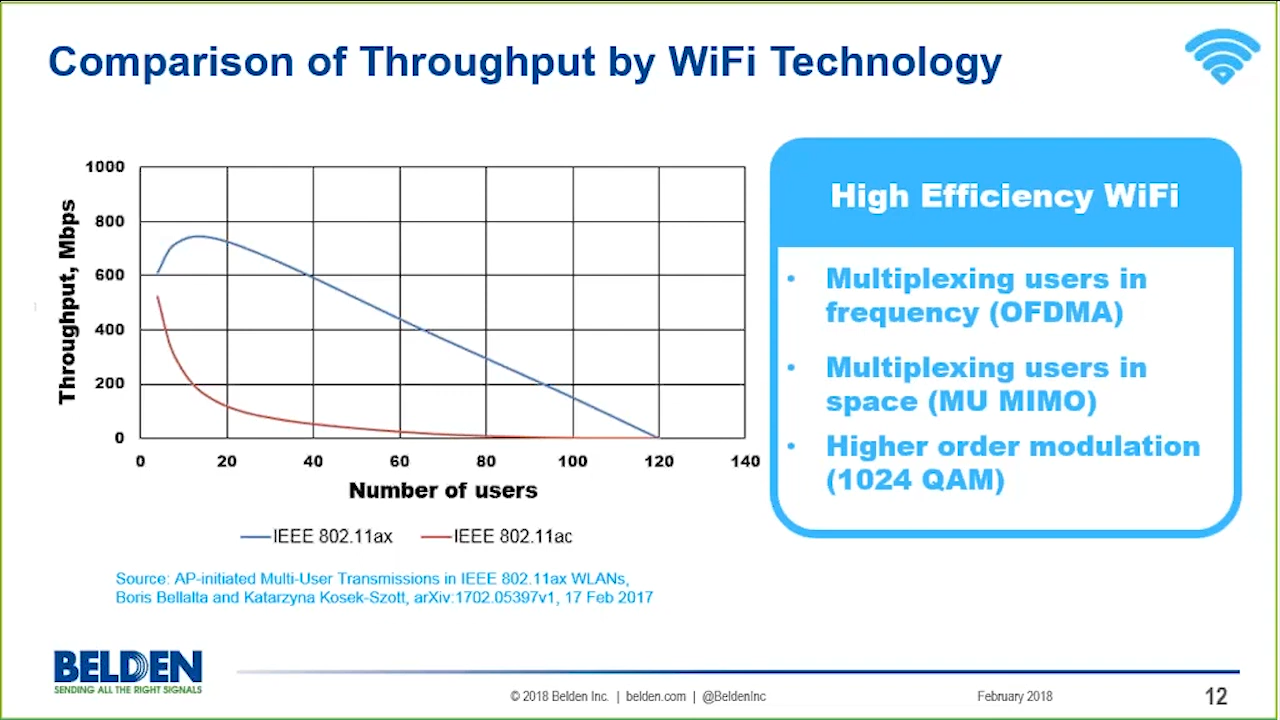 Comparison of Throughput by WiFi Technology
1000
800
600
400
200
0
Throughput, Mbps
0 20 40 60 80 100 120 140
Number of users
IEEE 802.11ax IEEE 802.11ac
Source: AP-initiated Multi-User Transmissions in IEEE 802.11ax WLANs,
Boris Bellalta and Katarzyna Kosek-Szott, arXiv:1702.05397v1, 17 Feb 2017
High Efficiency WiFi
• Multiplexing users in
frequency (OFDMA)
• Multiplexing users in
space (MU MIMO)
• Higher order modulation
(1024 QAM)
BELDEN
SENDING ALL THE RIGHT SIGNALS
© 2018 Belden Inc. | belden.com | @BeldenInc
February 2018
12